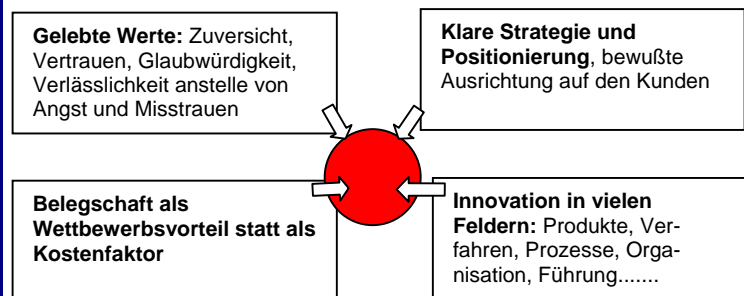 Gelebte Werte: Zuversicht,
Vertrauen, Glaubwürdigkeit,
Verlässlichkeit anstelle von
Angst und Misstrauen
Klare Strategie und
Positionierung, bewußte
Ausrichtung auf den Kunden
Belegschaft als
Wettbewerbsvorteil statt als
Kostenfaktor
Innovation in vielen
Feldern: Produkte, Ver-
fahren, Prozesse, Orga-
nisation, Führung.......